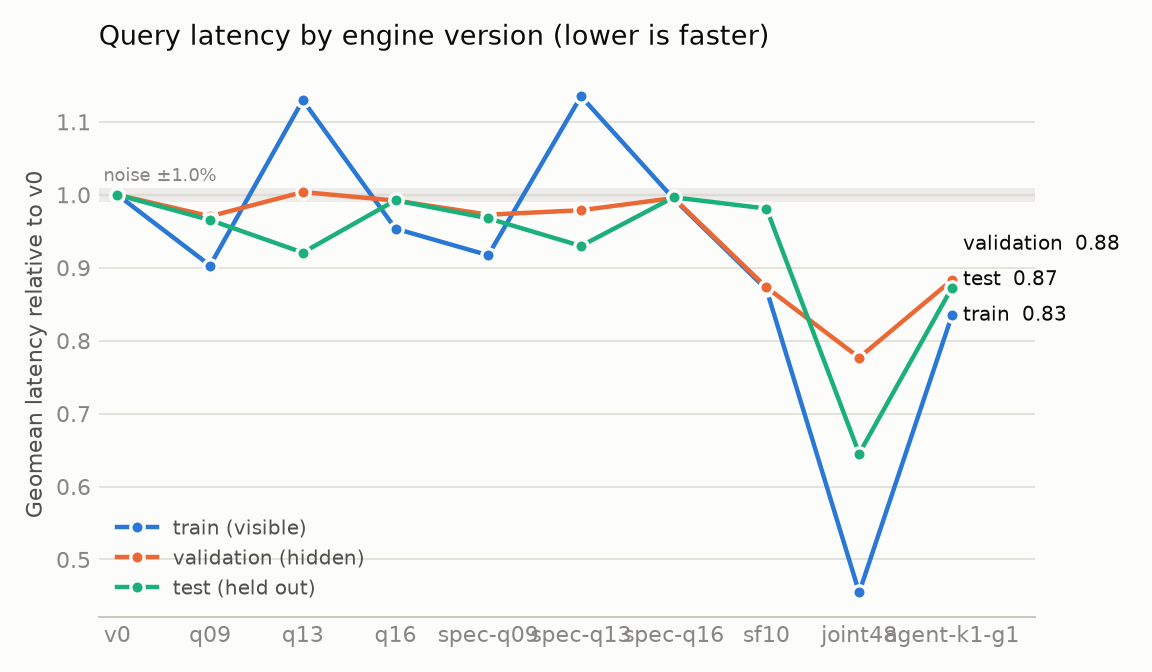 Query latency by engine version (lower is faster)
Geomean latency relative to v0
1.1
1.0
0.9
0.8
0.7
0.6
0.5
noise ±1.0%
validation 0.88
test 0.87
train 0.83
train (visible)
validation (hidden)
test (held out)
v0 q09 q13 q16 spec-q09 spec-q13 spec-q16 sf10 joint48 agent-k1-g1